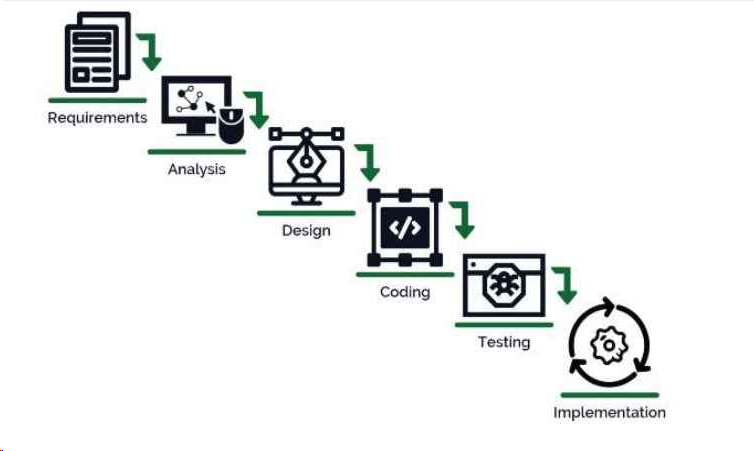 Requirements
Analysis
Design
</>
Coding
Testing
Implementation